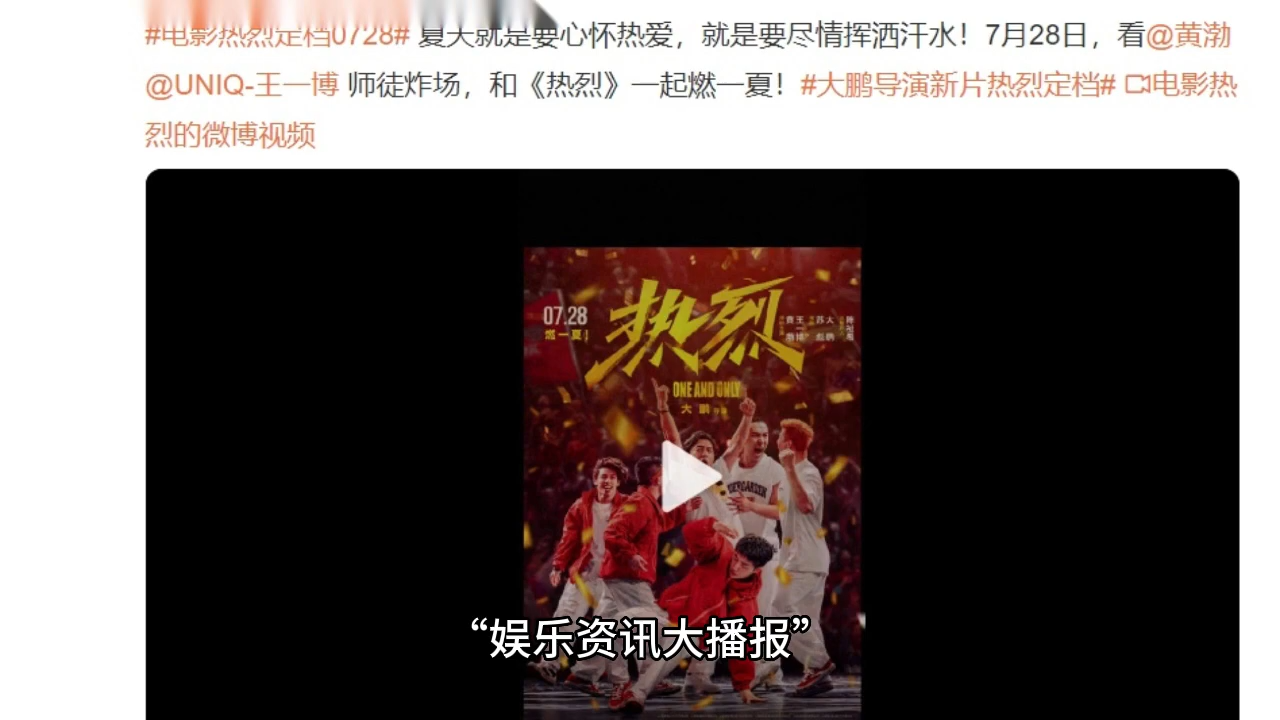 #电影热烈定档0728# 夏天就是要心怀热爱，就是要尽情挥洒汗水！7月28日，看@黄渤
@UNIQ-王一博 师徒炸场，和《热烈》一起燃一夏！#大鹏导演新片热烈定档# 电影热
烈的微博视频
07.28
燃一夏！
热烈
ONE AND ONLY
大鹏
“娱乐资讯大播报”